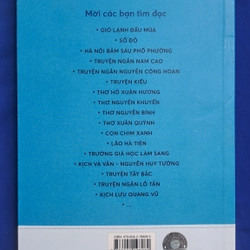 Mời các bạn tìm đọc
• GIÓ LẠNH ĐẦU MÙA
• SỐ ĐỎ
• HÀ NỘI BĂM SÁU PHỐ PHƯỜNG
• TRUYỆN NGẮN NAM CAO
• TRUYỆN NGẮN NGUYỄN CÔNG HOAN
• TRUYỆN KIỀU
• THƠ HỒ XUÂN HƯƠNG
• THƠ NGUYỄN KHUYẾN
• THƠ NGUYỄN BÍNH
• THƠ XUÂN QUỲNH
• CON CHIM XANH
• LÃO HÀ TIỆN
• TRƯỞNG GIẢ HỌC LÀM SANG
• KỊCH VÀ VĂN - NGUYỄN HUY TƯỞNG
• TRUYỆN TÂY BẮC
• TRUYỆN NGẮN LỖ TẤN
• KỊCH LƯU QUANG VŨ
• ...